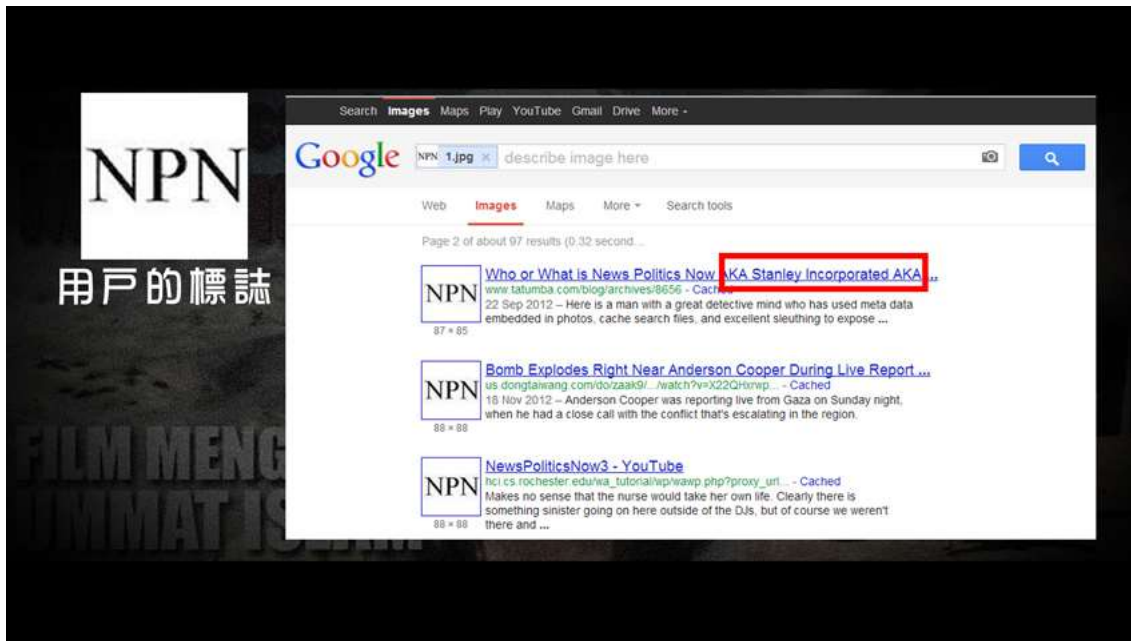 NPN
用戶的標誌
FILM MENG
UMMAT ISLAM
Search Images Maps Play YouTube Gmail Drive More
Google NPN 1.jpg × describe image here
Web Images Maps More Search tools
Page 2 of about 97 results (0.32 second...
NPN
87 × 85
Who or What is News Politics Now AKA Stanley Incorporated AKA ...
www.tatumba.com/blog/archives/8656 - Cached
22 Sep 2012 – Here is a man with a great detective mind who has used meta data
embedded in photos, cache search files, and excellent sleuthing to expose ...
NPN
88 × 88
Bomb Explodes Right Near Anderson Cooper During Live Report ...
us.dongtaiwang.com/do/zaak9/.../watch?v=X22QHxrwp... - Cached
18 Nov 2012 – Anderson Cooper was reporting live from Gaza on Sunday night,
when he had a close call with the conflict that's escalating in the region.
NPN
88 × 88
NewsPoliticsNow3 - YouTube
hci.cs.rochester.edu/wa_tutorial/wp/wawp.php?proxy_url... - Cached
Makes no sense that the nurse would take her own life. Clearly there is
something sinister going on here outside of the DJs, but of course we weren't
there and ...